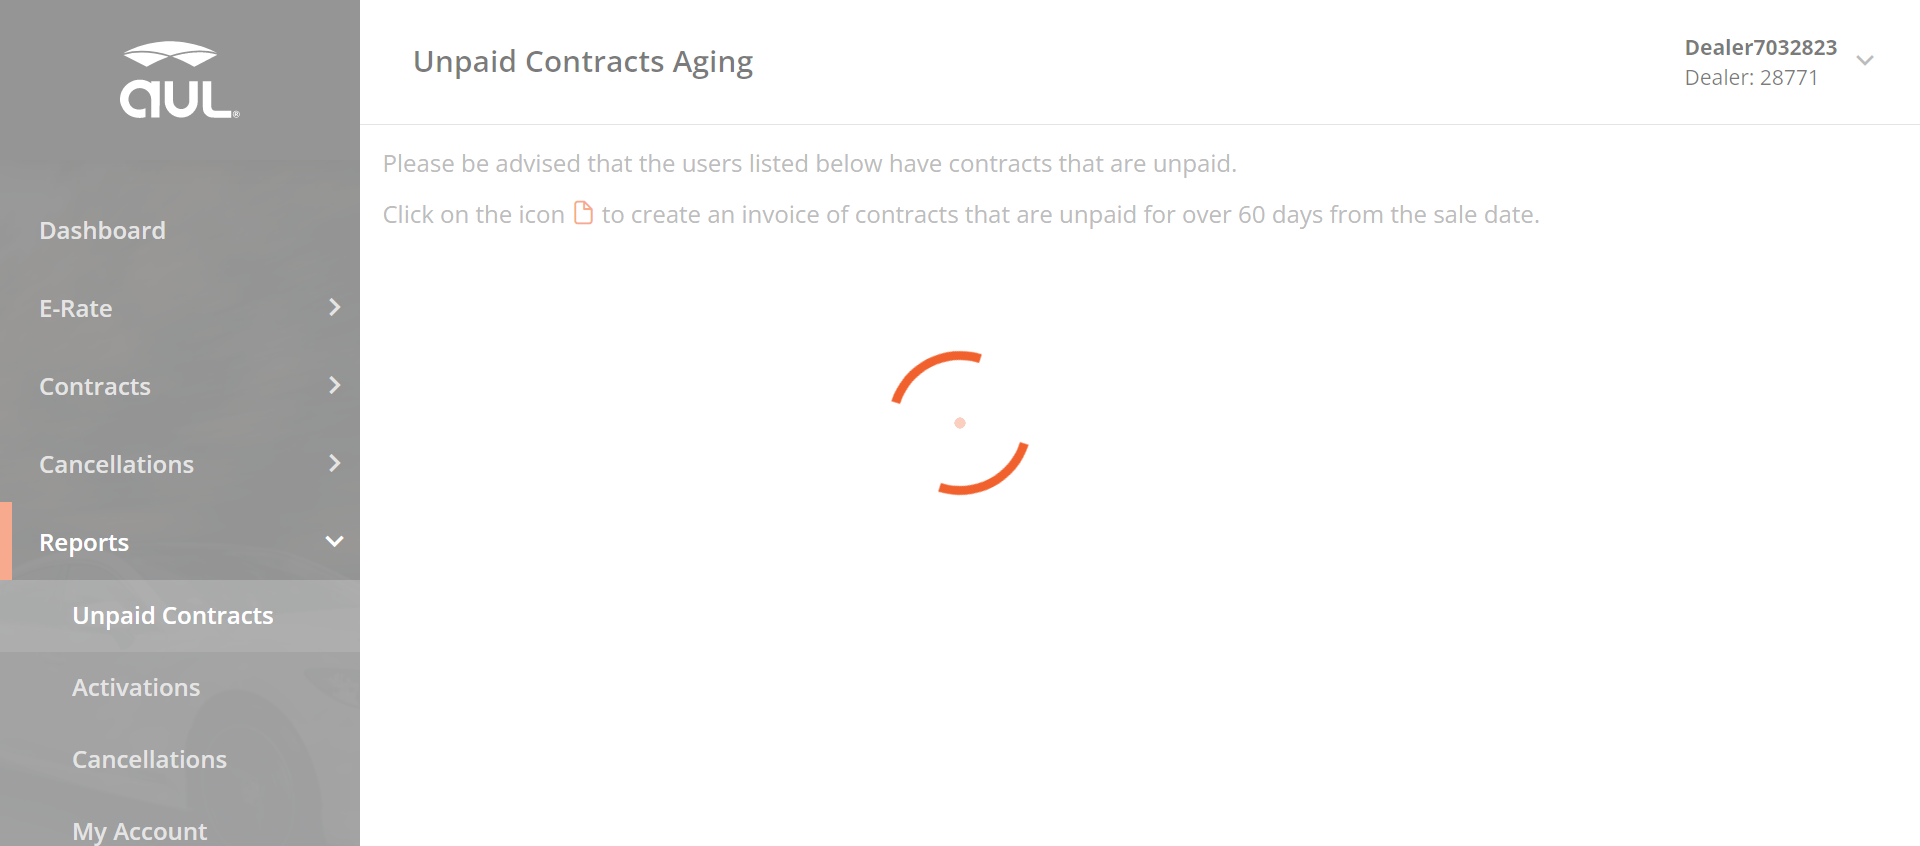 aul®
Unpaid Contracts Aging
Dealer7032823
Dealer: 28771
Please be advised that the users listed below have contracts that are unpaid.
Click on the icon to create an invoice of contracts that are unpaid for over 60 days from the sale date.
Dashboard
E-Rate
Contracts
Cancellations
Reports
Unpaid Contracts
Activations
Cancellations
My Account